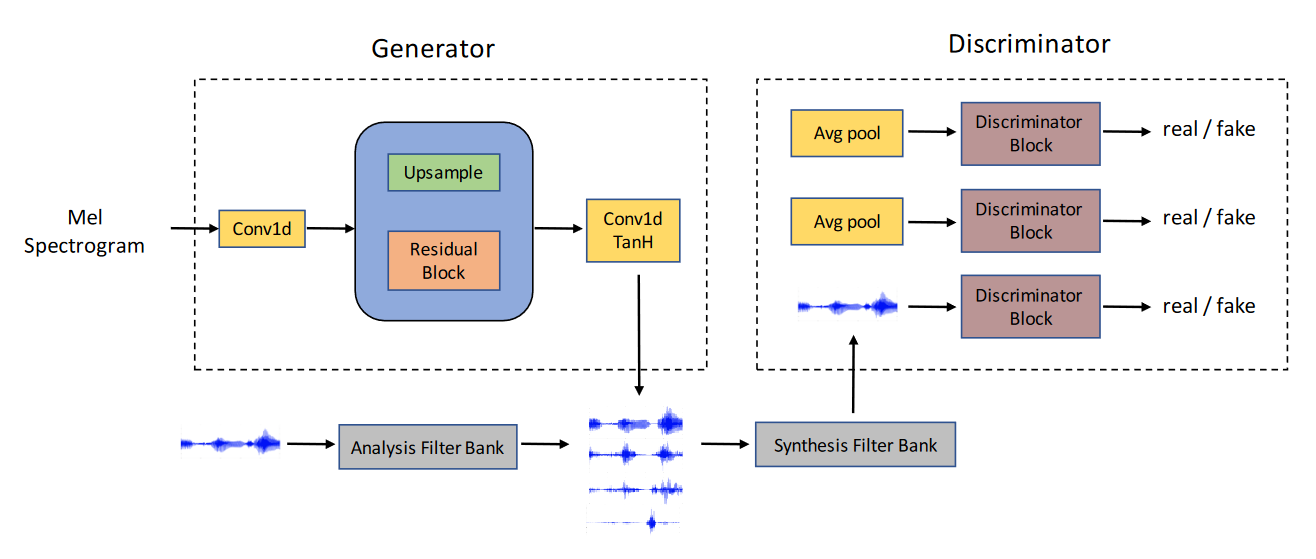 Generator
Discriminator
Mel
Spectrogram
Conv1d
Upsample
Residual
Block
Conv1d
TanH
Avg pool
Discriminator
Block
real / fake
Avg pool
Discriminator
Block
real / fake
Discriminator
Block
real / fake
Analysis Filter Bank
Synthesis Filter Bank